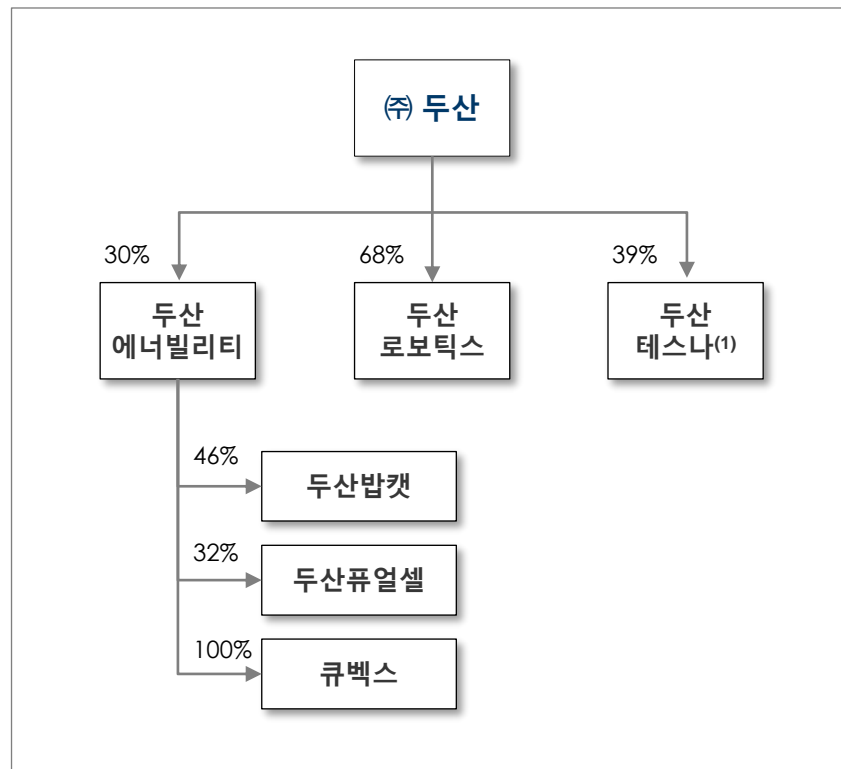 ㈜ 두산
30%
68%
39%
두산
에너빌리티
두산
로보틱스
두산
테스나(1)
46%
두산밥캣
32%
두산퓨얼셀
100%
큐벡스